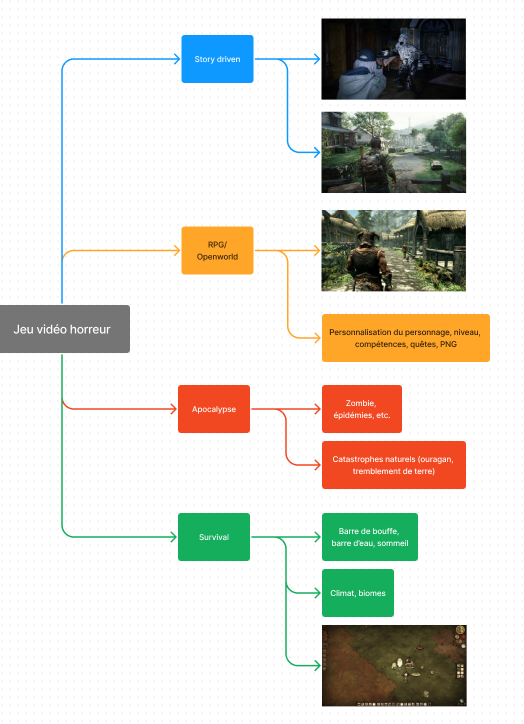 Story driven
RPG/
Openworld
Jeu vidéo horreur
Personnalisation du personnage, niveau,
compétences, quêtes, PNG
Apocalypse
Zombie,
épidémies, etc.
Catastrophes naturels (ouragan,
tremblement de terre)
Survival
Barre de bouffe,
barre d'eau, sommeil
Climat, biomes